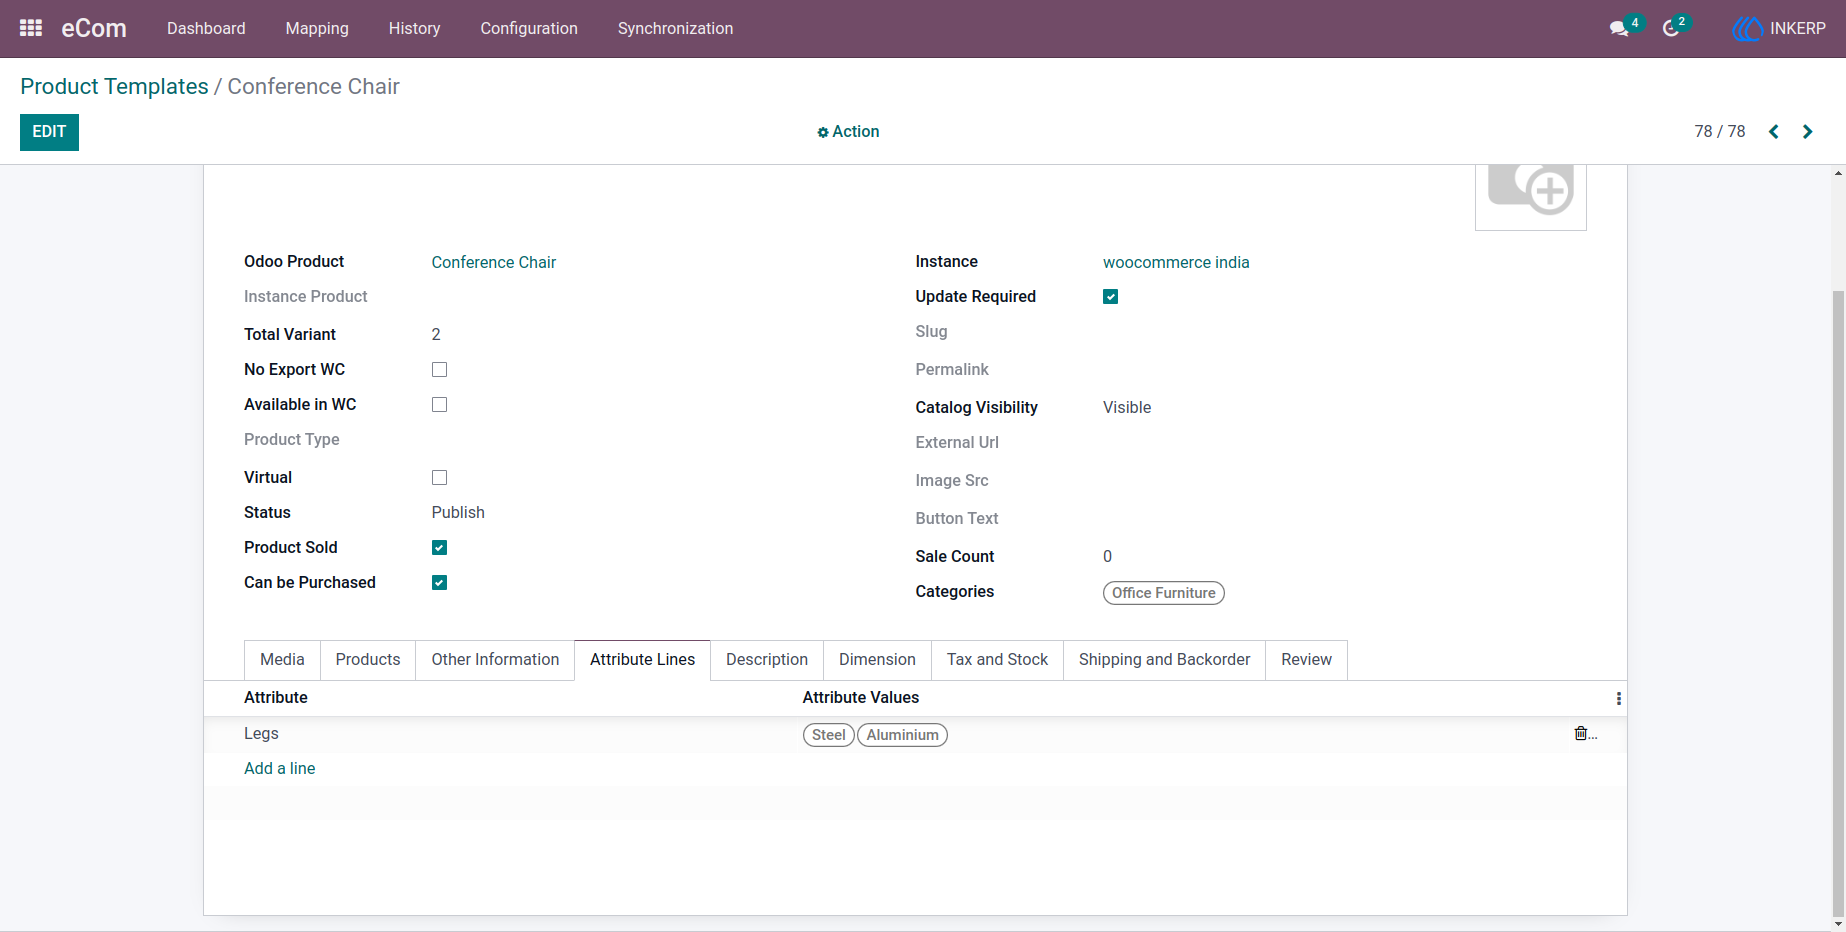 eCom Dashboard Mapping History Configuration Synchronization 4 2 INKERP
Product Templates / Conference Chair
EDIT Action 78 / 78
Odoo Product Conference Chair Instance woocommerce india
Instance Product Update Required
Slug
Total Variant 2
No Export WC Permalink
Available in WC Catalog Visibility Visible
Product Type External Url
Virtual Image Src
Status Publish Button Text
Product Sold Sale Count 0
Can be Purchased Categories Office Furniture
Media Products Other Information Attribute Lines Description Dimension Tax and Stock Shipping and Backorder Review
Attribute Attribute Values
Legs Steel Aluminium ...
Add a line